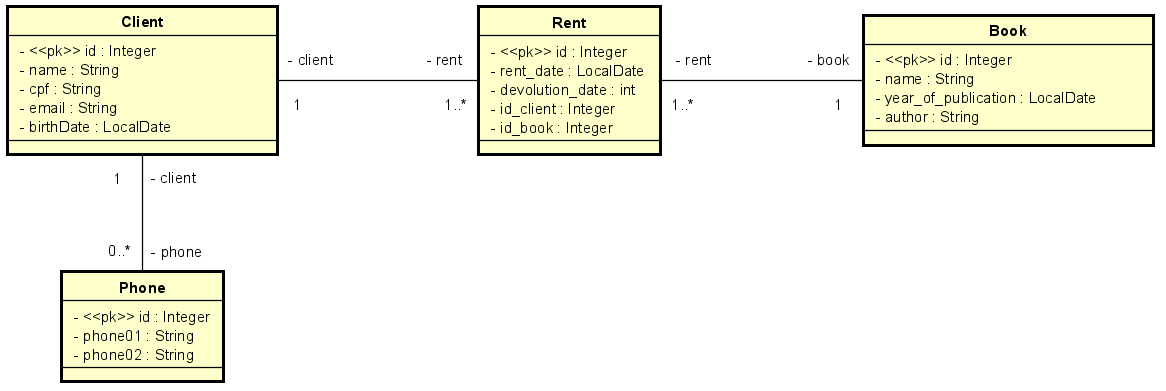 Client
- <<pk>> id : Integer
- name : String
- cpf : String
- email : String
- birthDate : LocalDate
- client
- rent
1
1..*
Rent
- <<pk>> id : Integer
- rent_date : LocalDate
- devolution_date : int
- id_client : Integer
- id_book : Integer
- rent
- book
1..*
1
Book
- <<pk>> id : Integer
- name : String
- year_of_publication : LocalDate
- author : String
1
- client
0..*
- phone
Phone
- <<pk>> id : Integer
- phone01 : String
- phone02 : String